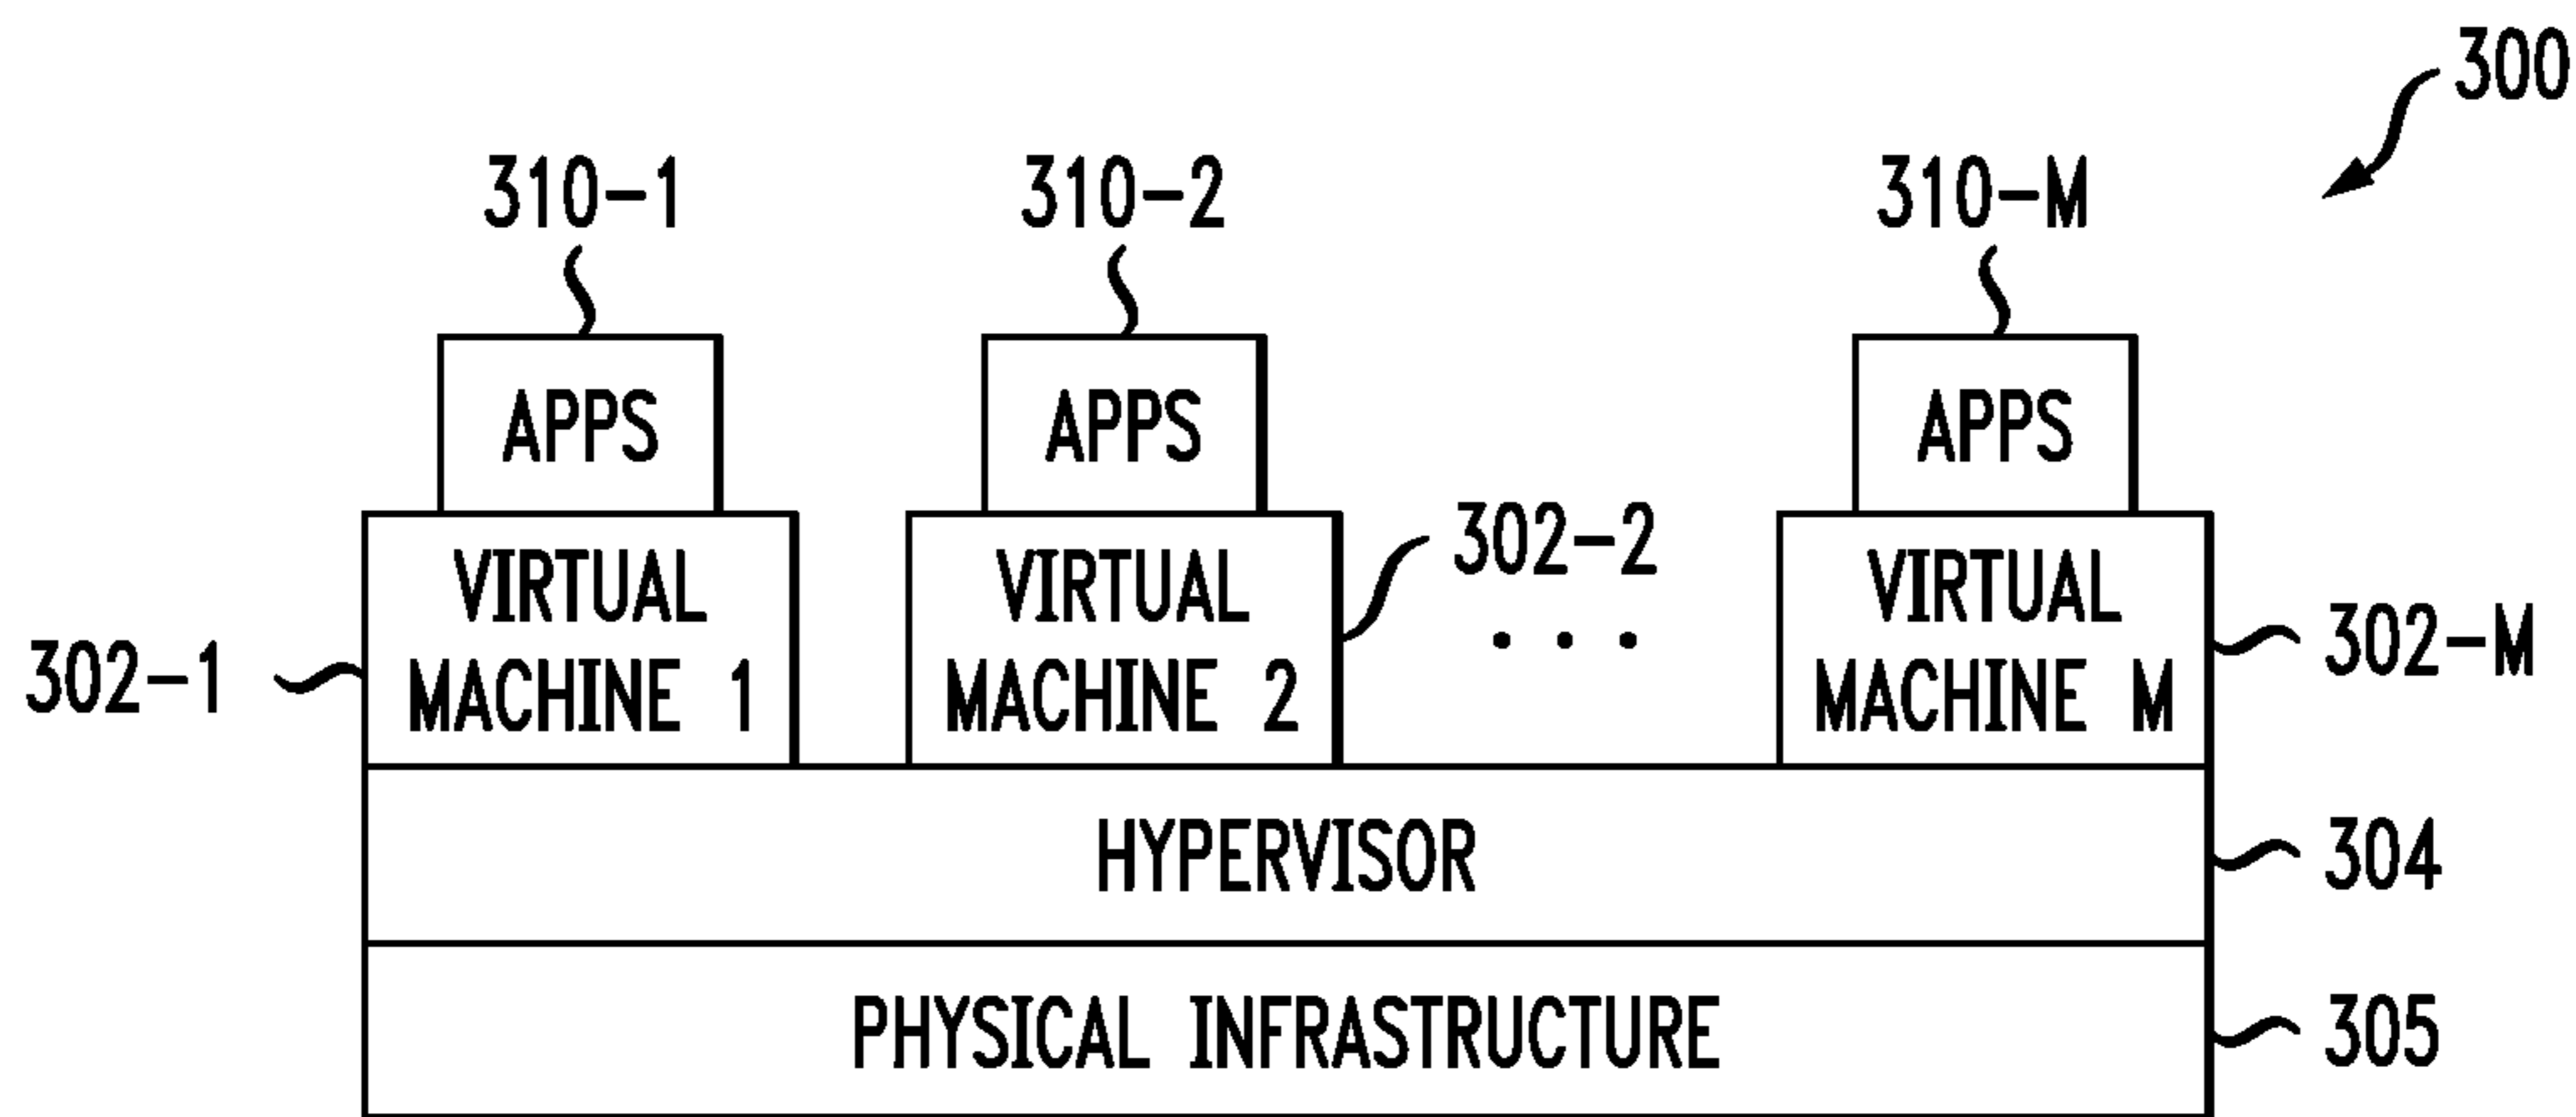 300
310-1 310-2 310-M
APPS APPS APPS
302-2
VIRTUAL VIRTUAL VIRTUAL
. . .
302-M
302-1
MACHINE 1 MACHINE 2 MACHINE M
HYPERVISOR
304
PHYSICAL INFRASTRUCTURE
305